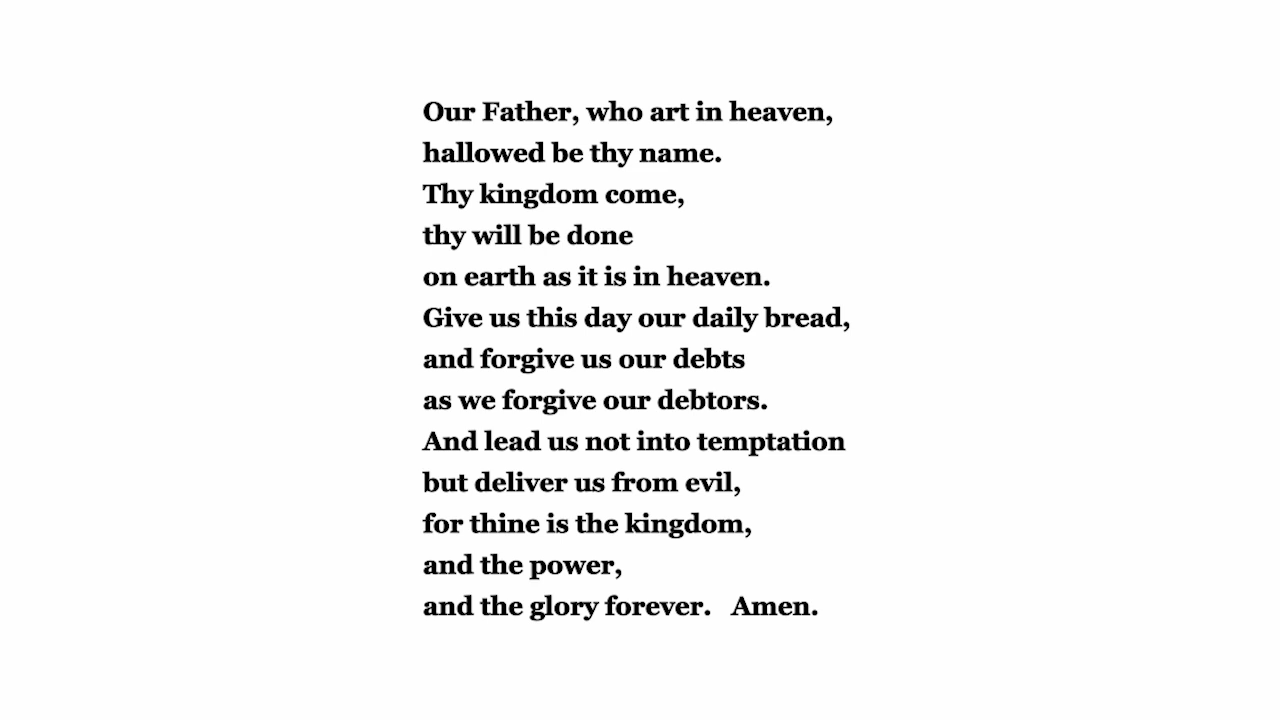 Our Father, who art in heaven,
hallowed be thy name.
Thy kingdom come,
thy will be done
on earth as it is in heaven.
Give us this day our daily bread,
and forgive us our debts
as we forgive our debtors.
And lead us not into temptation
but deliver us from evil,
for thine is the kingdom,
and the power,
and the glory forever.   Amen.